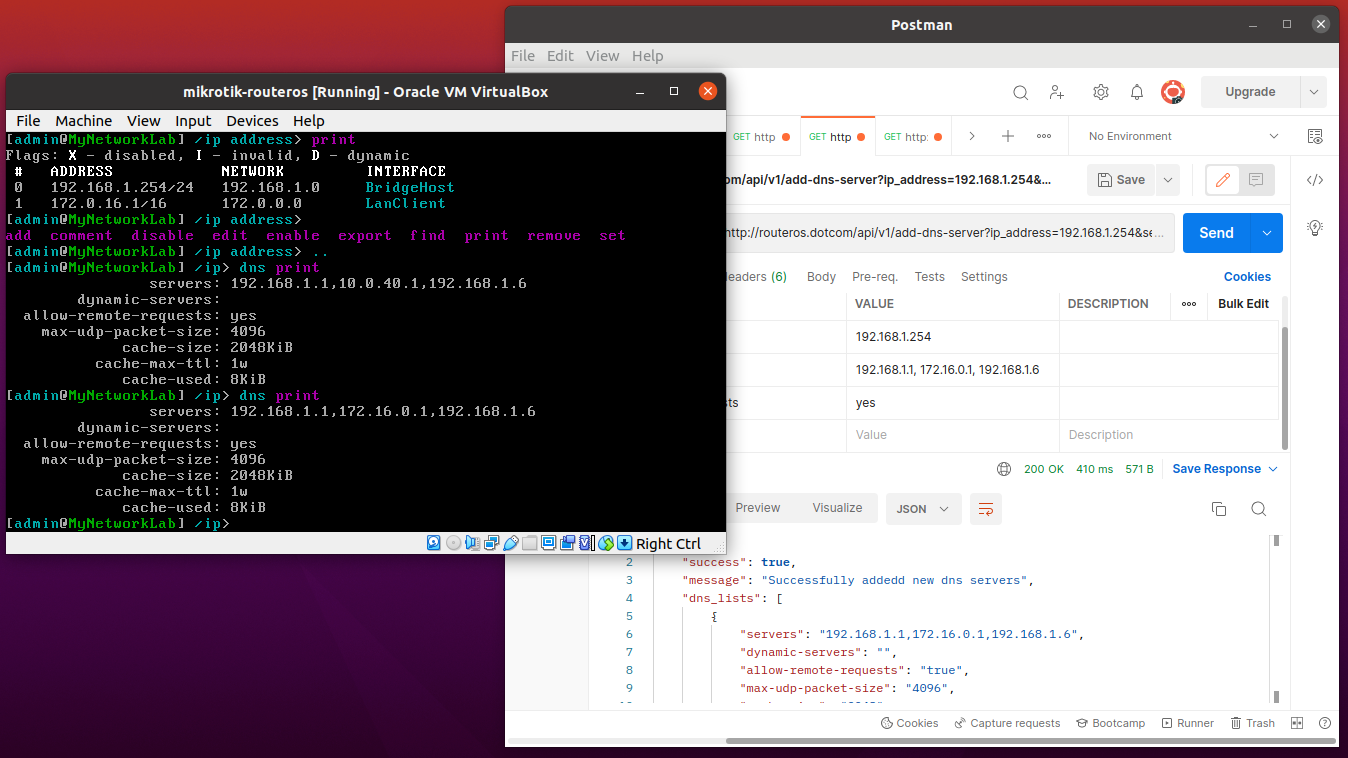 Postman
File Edit View Help
Upgrade
GET http
GET http
GET http:
No Environment
om/api/v1/add-dns-server?ip_address=192.168.1.254&...
Save
http://routeros.dotcom/api/v1/add-dns-server?ip_address=192.168.1.254&se...
Send
eaders (6) Body Pre-req. Tests Settings Cookies
VALUE DESCRIPTION Bulk Edit
192.168.1.254
192.168.1.1, 172.16.0.1, 192.168.1.6
sts yes
Value Description
200 OK 410 ms 571 B Save Response
Preview Visualize JSON
2 "success": true,
3 "message": "Successfully addedd new dns servers",
4 "dns_lists": [
5 {
6 "servers": "192.168.1.1,172.16.0.1,192.168.1.6",
7 "dynamic-servers": "",
8 "allow-remote-requests": "true",
9 "max-udp-packet-size": "4096",
Cookies Capture requests Bootcamp Runner Trash
mikrotik-routeros [Running] - Oracle VM VirtualBox
File Machine View Input Devices Help
[admin@MyNetworkLab] /ip address> print
Flags: X - disabled, I - invalid, D - dynamic
# ADDRESS NETWORK INTERFACE
0 192.168.1.254/24 192.168.1.0 BridgeHost
1 172.0.16.1/16 172.0.0.0 LanClient
[admin@MyNetworkLab] /ip address>
add comment disable edit enable export find print remove set
[admin@MyNetworkLab] /ip address> ..
[admin@MyNetworkLab] /ip> dns print
servers: 192.168.1.1,10.0.40.1,192.168.1.6
dynamic-servers:
allow-remote-requests: yes
max-udp-packet-size: 4096
cache-size: 2048KiB
cache-max-ttl: 1w
cache-used: 8KiB
[admin@MyNetworkLab] /ip> dns print
servers: 192.168.1.1,172.16.0.1,192.168.1.6
dynamic-servers:
allow-remote-requests: yes
max-udp-packet-size: 4096
cache-size: 2048KiB
cache-max-ttl: 1w
cache-used: 8KiB
[admin@MyNetworkLab] /ip>
Right Ctrl